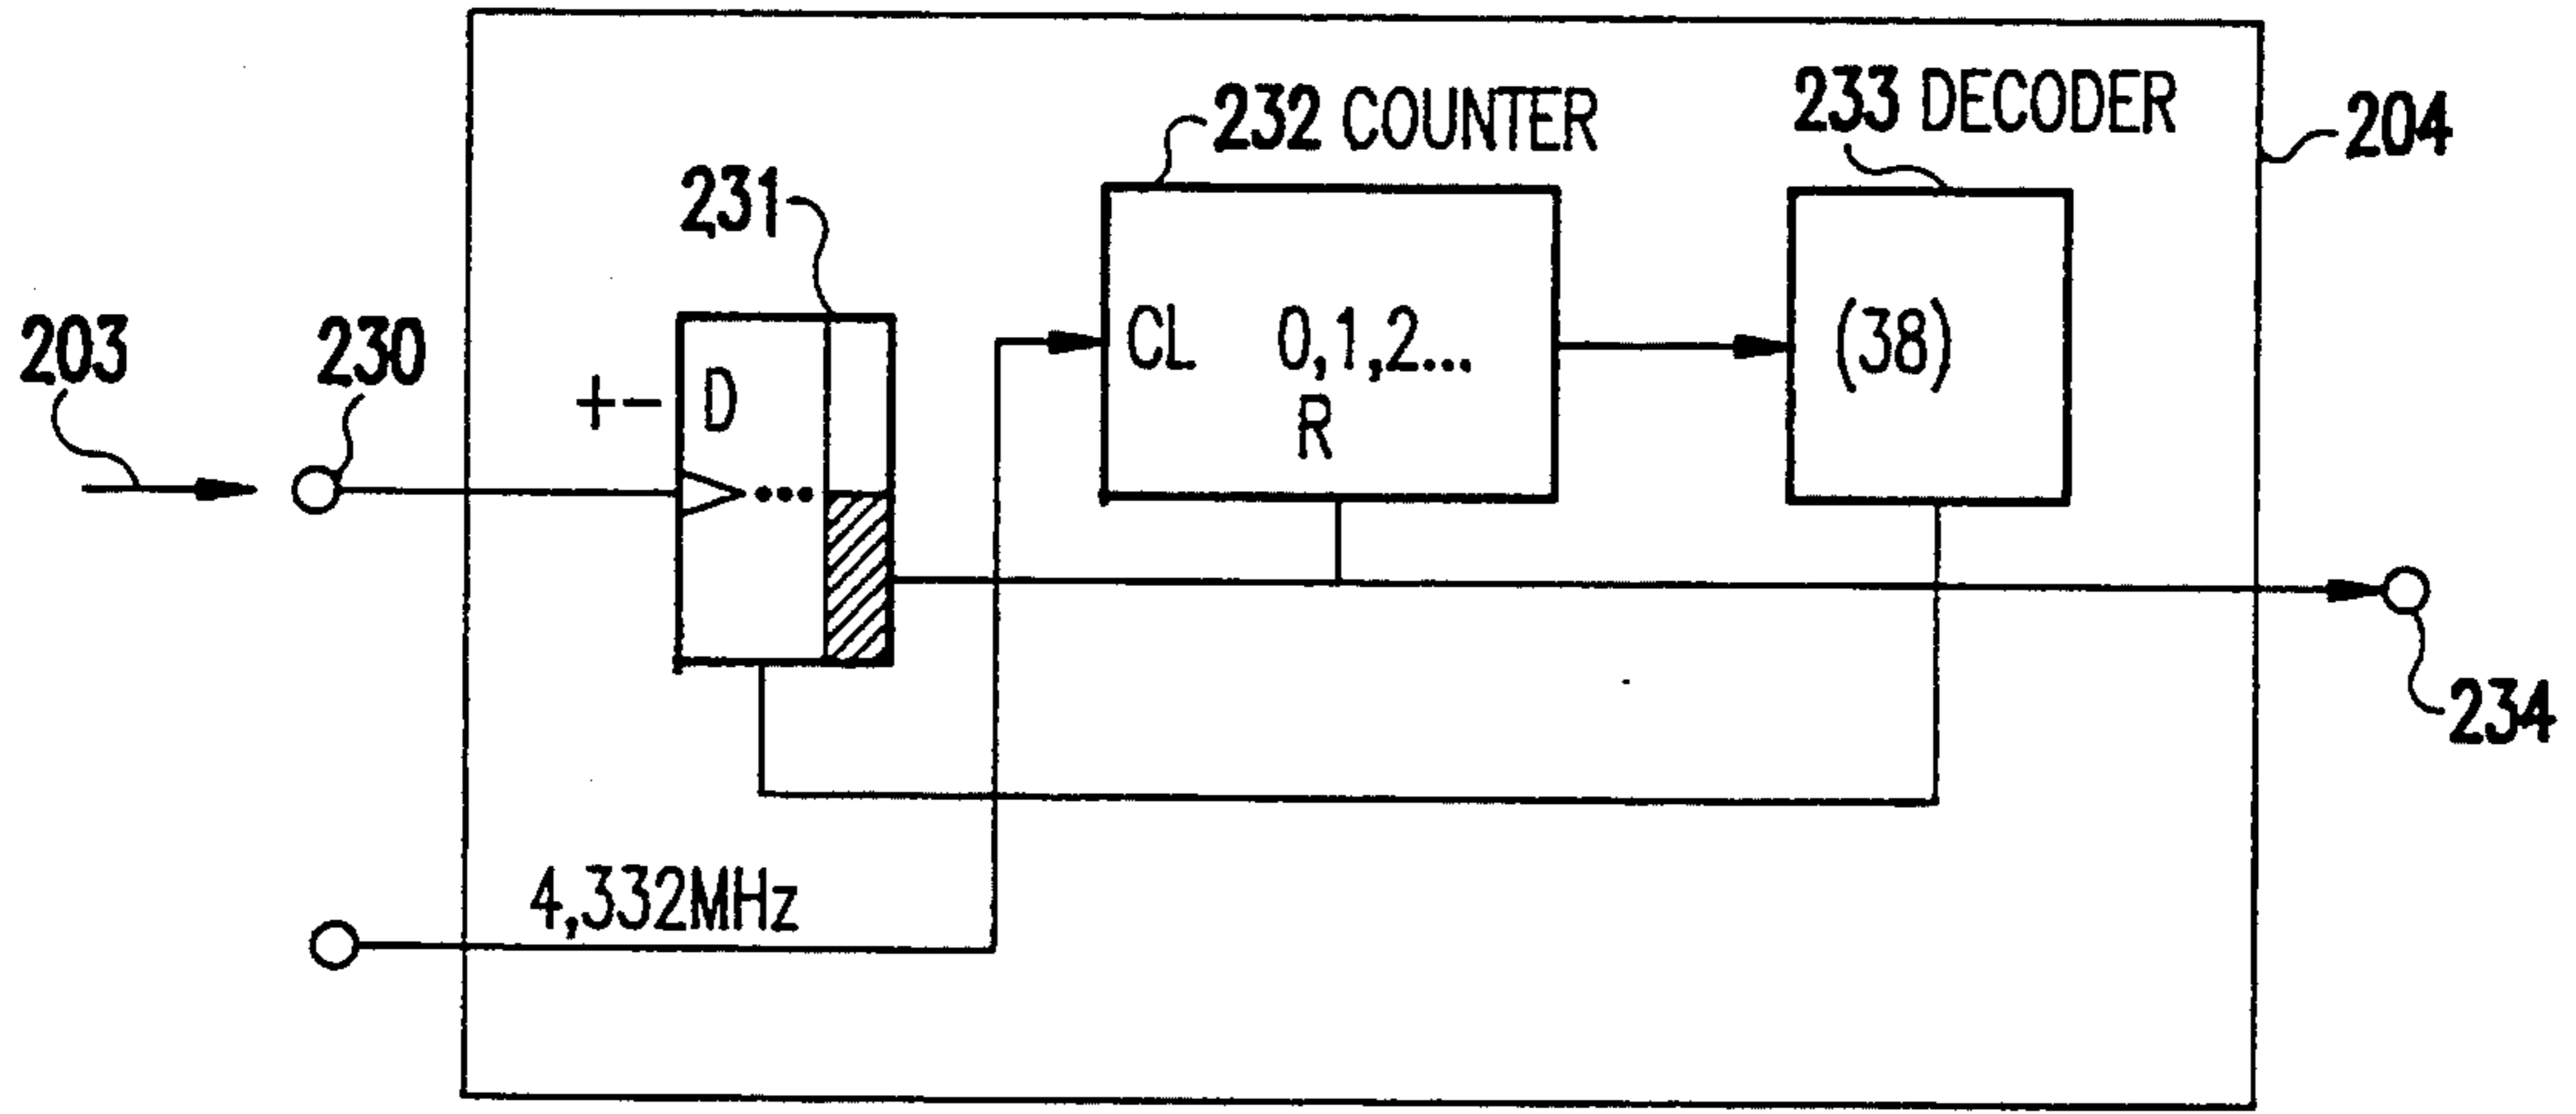 232 COUNTER
233 DECODER
204
231
203
230
+-
D
CL 0,1,2...
R
(38)
234
4,332MHz